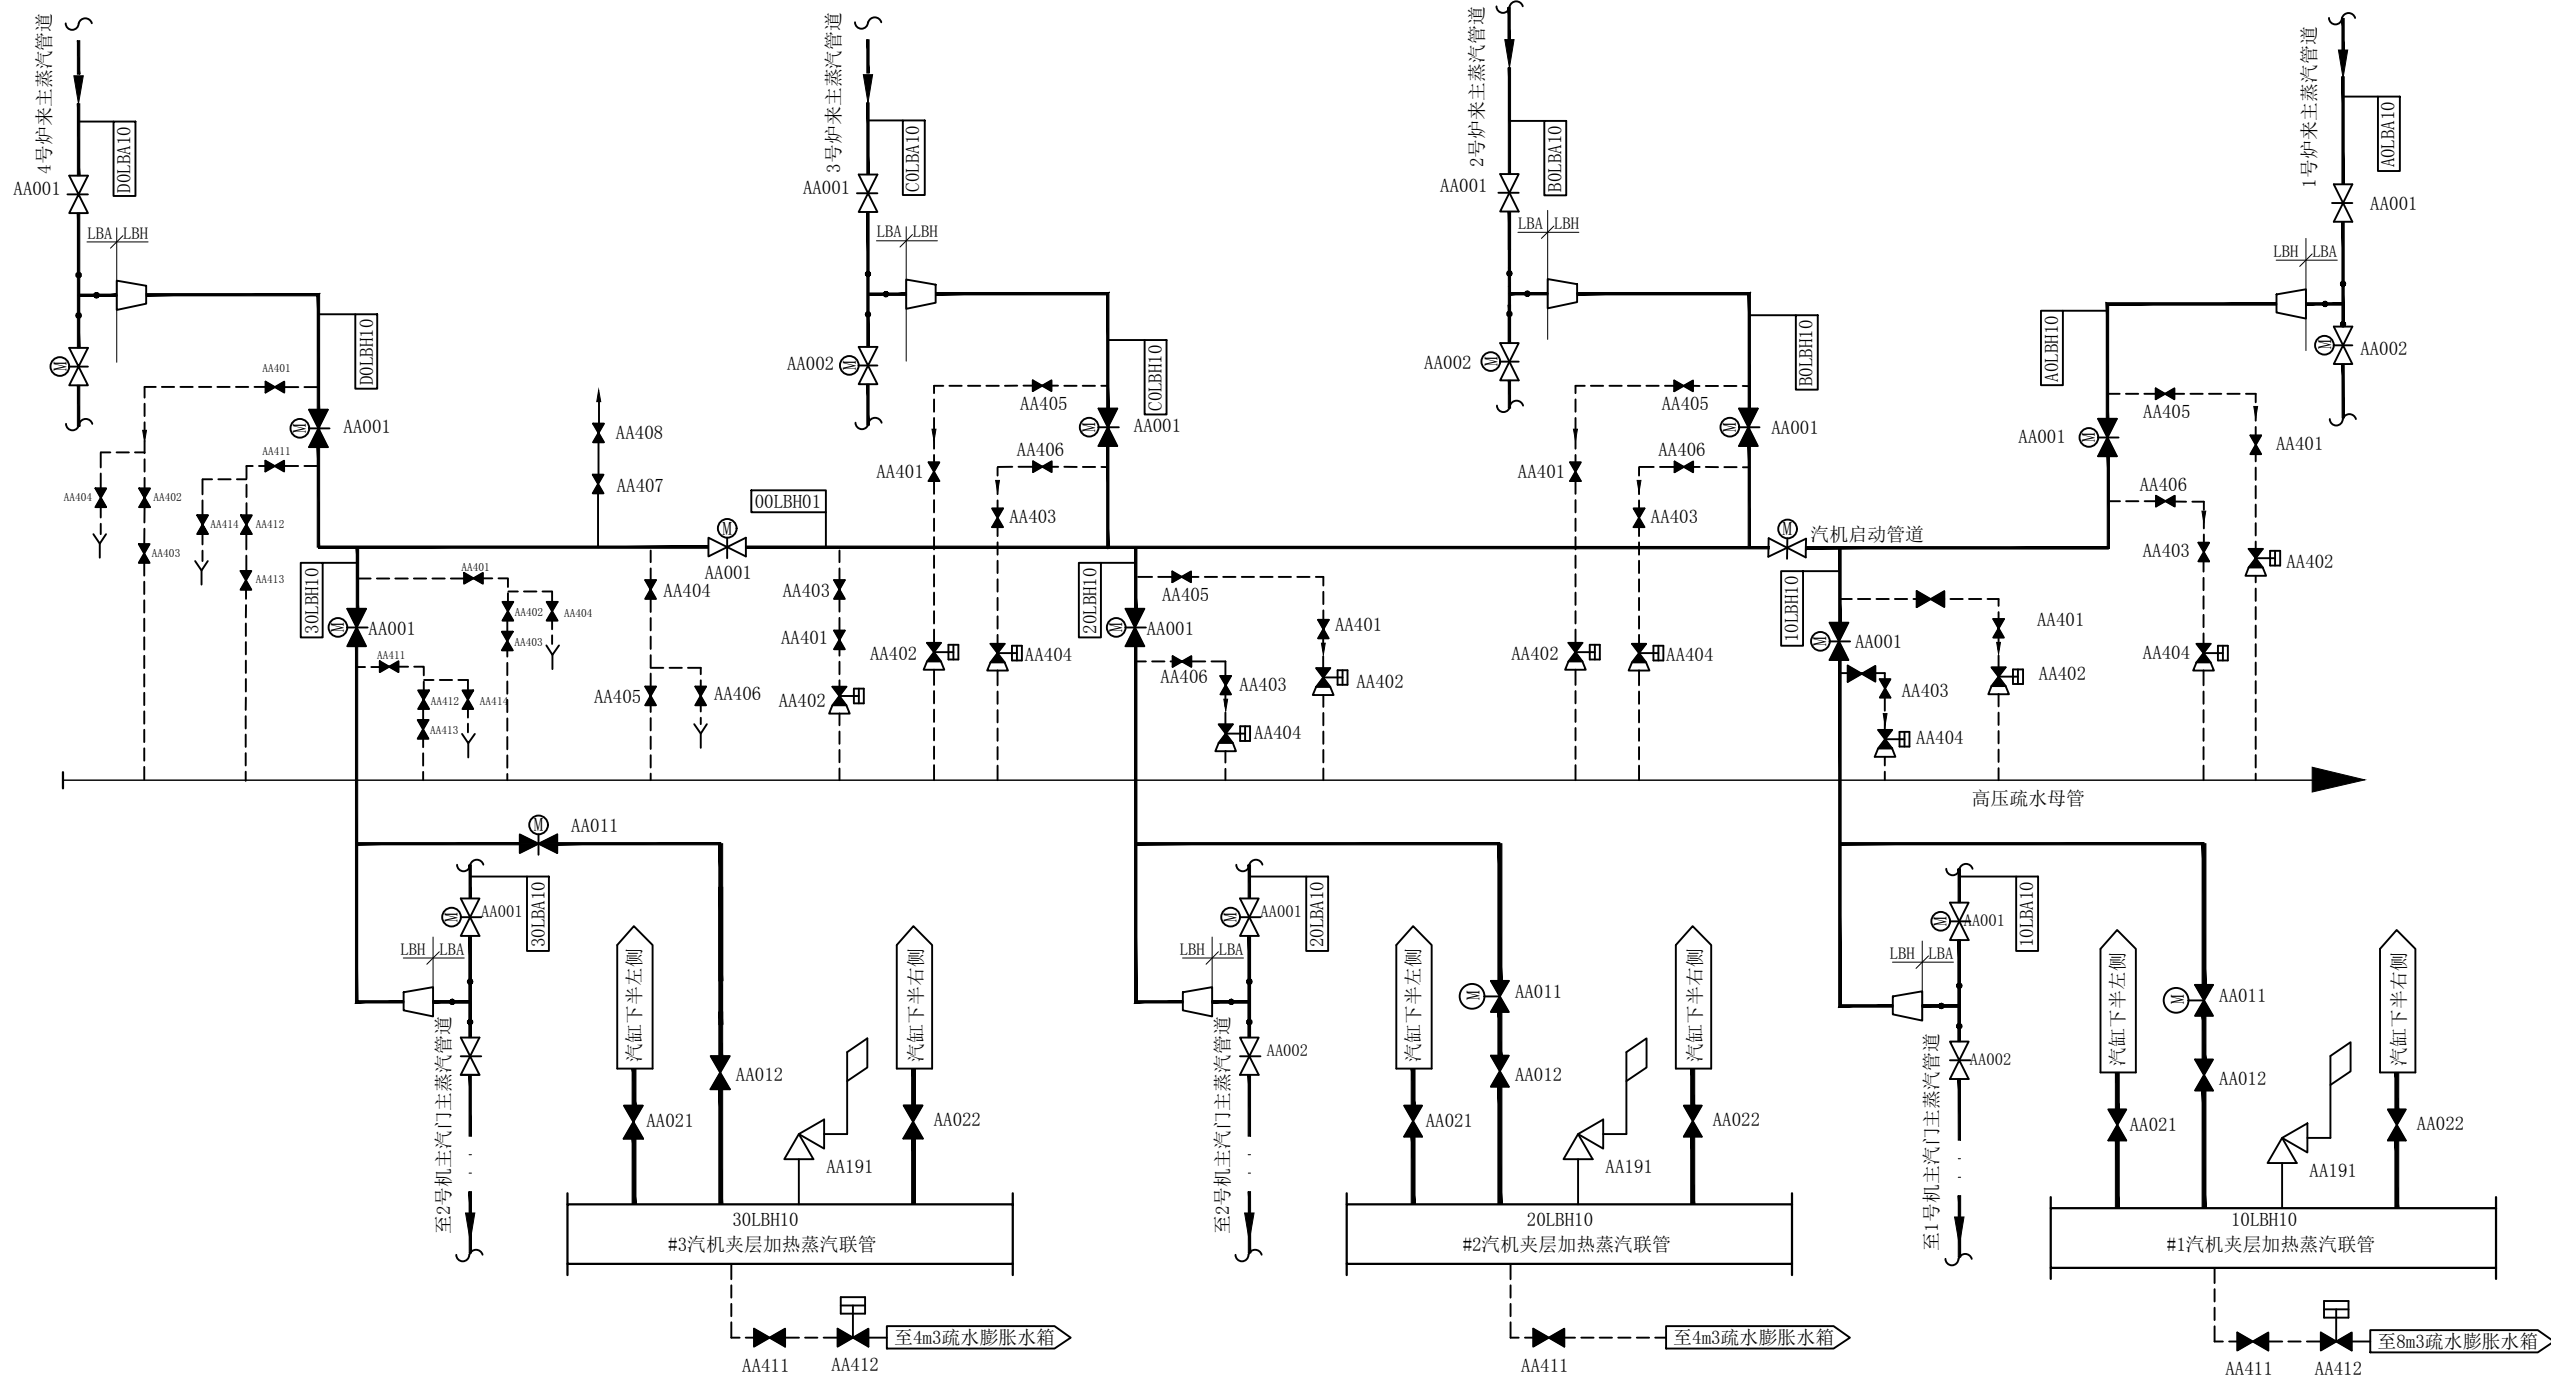 4号炉来主蒸汽管道
3号炉来主蒸汽管道
2号炉来主蒸汽管道
1号炉来主蒸汽管道
D0LBA10
C0LBA10
B0LBA10
A0LBA10
AA001
AA001
AA001
AA001
LBA LBH
LBA LBH
LBA LBH
LBH LBA
D0LBH10
C0LBH10
B0LBH10
A0LBH10
M
M AA002
M AA002
M AA002
AA401
AA405
AA405
AA405
M AA001
M AA001
M AA001
M AA001
AA408
AA407
AA411
AA401
AA406
AA401
AA406
AA401
AA406
AA404
AA402
AA414
AA412
AA403
AA413
00LBH01
AA403
AA403
AA403
M
AA001
M
汽机启动管道
AA402
30LBH10
20LBH10
10LBH10
AA401
AA402
AA404
AA403
AA404
AA403
AA401
AA405
AA401
AA401
M AA001
M AA001
M AA001
AA411
AA412
AA414
AA413
AA405
AA406
AA402
AA402
AA404
AA406
AA403
AA402
AA404
AA402
AA404
AA403
AA402
AA404
AA404
高压疏水母管
M AA011
30LBA10
20LBA10
10LBA10
M AA001
M AA001
M AA001
LBH LBA
LBH LBA
LBH LBA
汽缸下半左侧
汽缸下半右侧
汽缸下半左侧
汽缸下半右侧
汽缸下半左侧
汽缸下半右侧
M AA011
M AA011
至2号机主汽门主蒸汽管道
至2号机主汽门主蒸汽管道
至1号机主汽门主蒸汽管道
AA002
AA002
AA012
AA012
AA012
AA021
AA191
AA022
AA021
AA191
AA022
AA021
AA191
AA022
30LBH10
#3汽机夹层加热蒸汽联管
20LBH10
#2汽机夹层加热蒸汽联管
10LBH10
#1汽机夹层加热蒸汽联管
AA411
AA412
至4m3疏水膨胀水箱
AA411
至4m3疏水膨胀水箱
AA411
AA412
至8m3疏水膨胀水箱